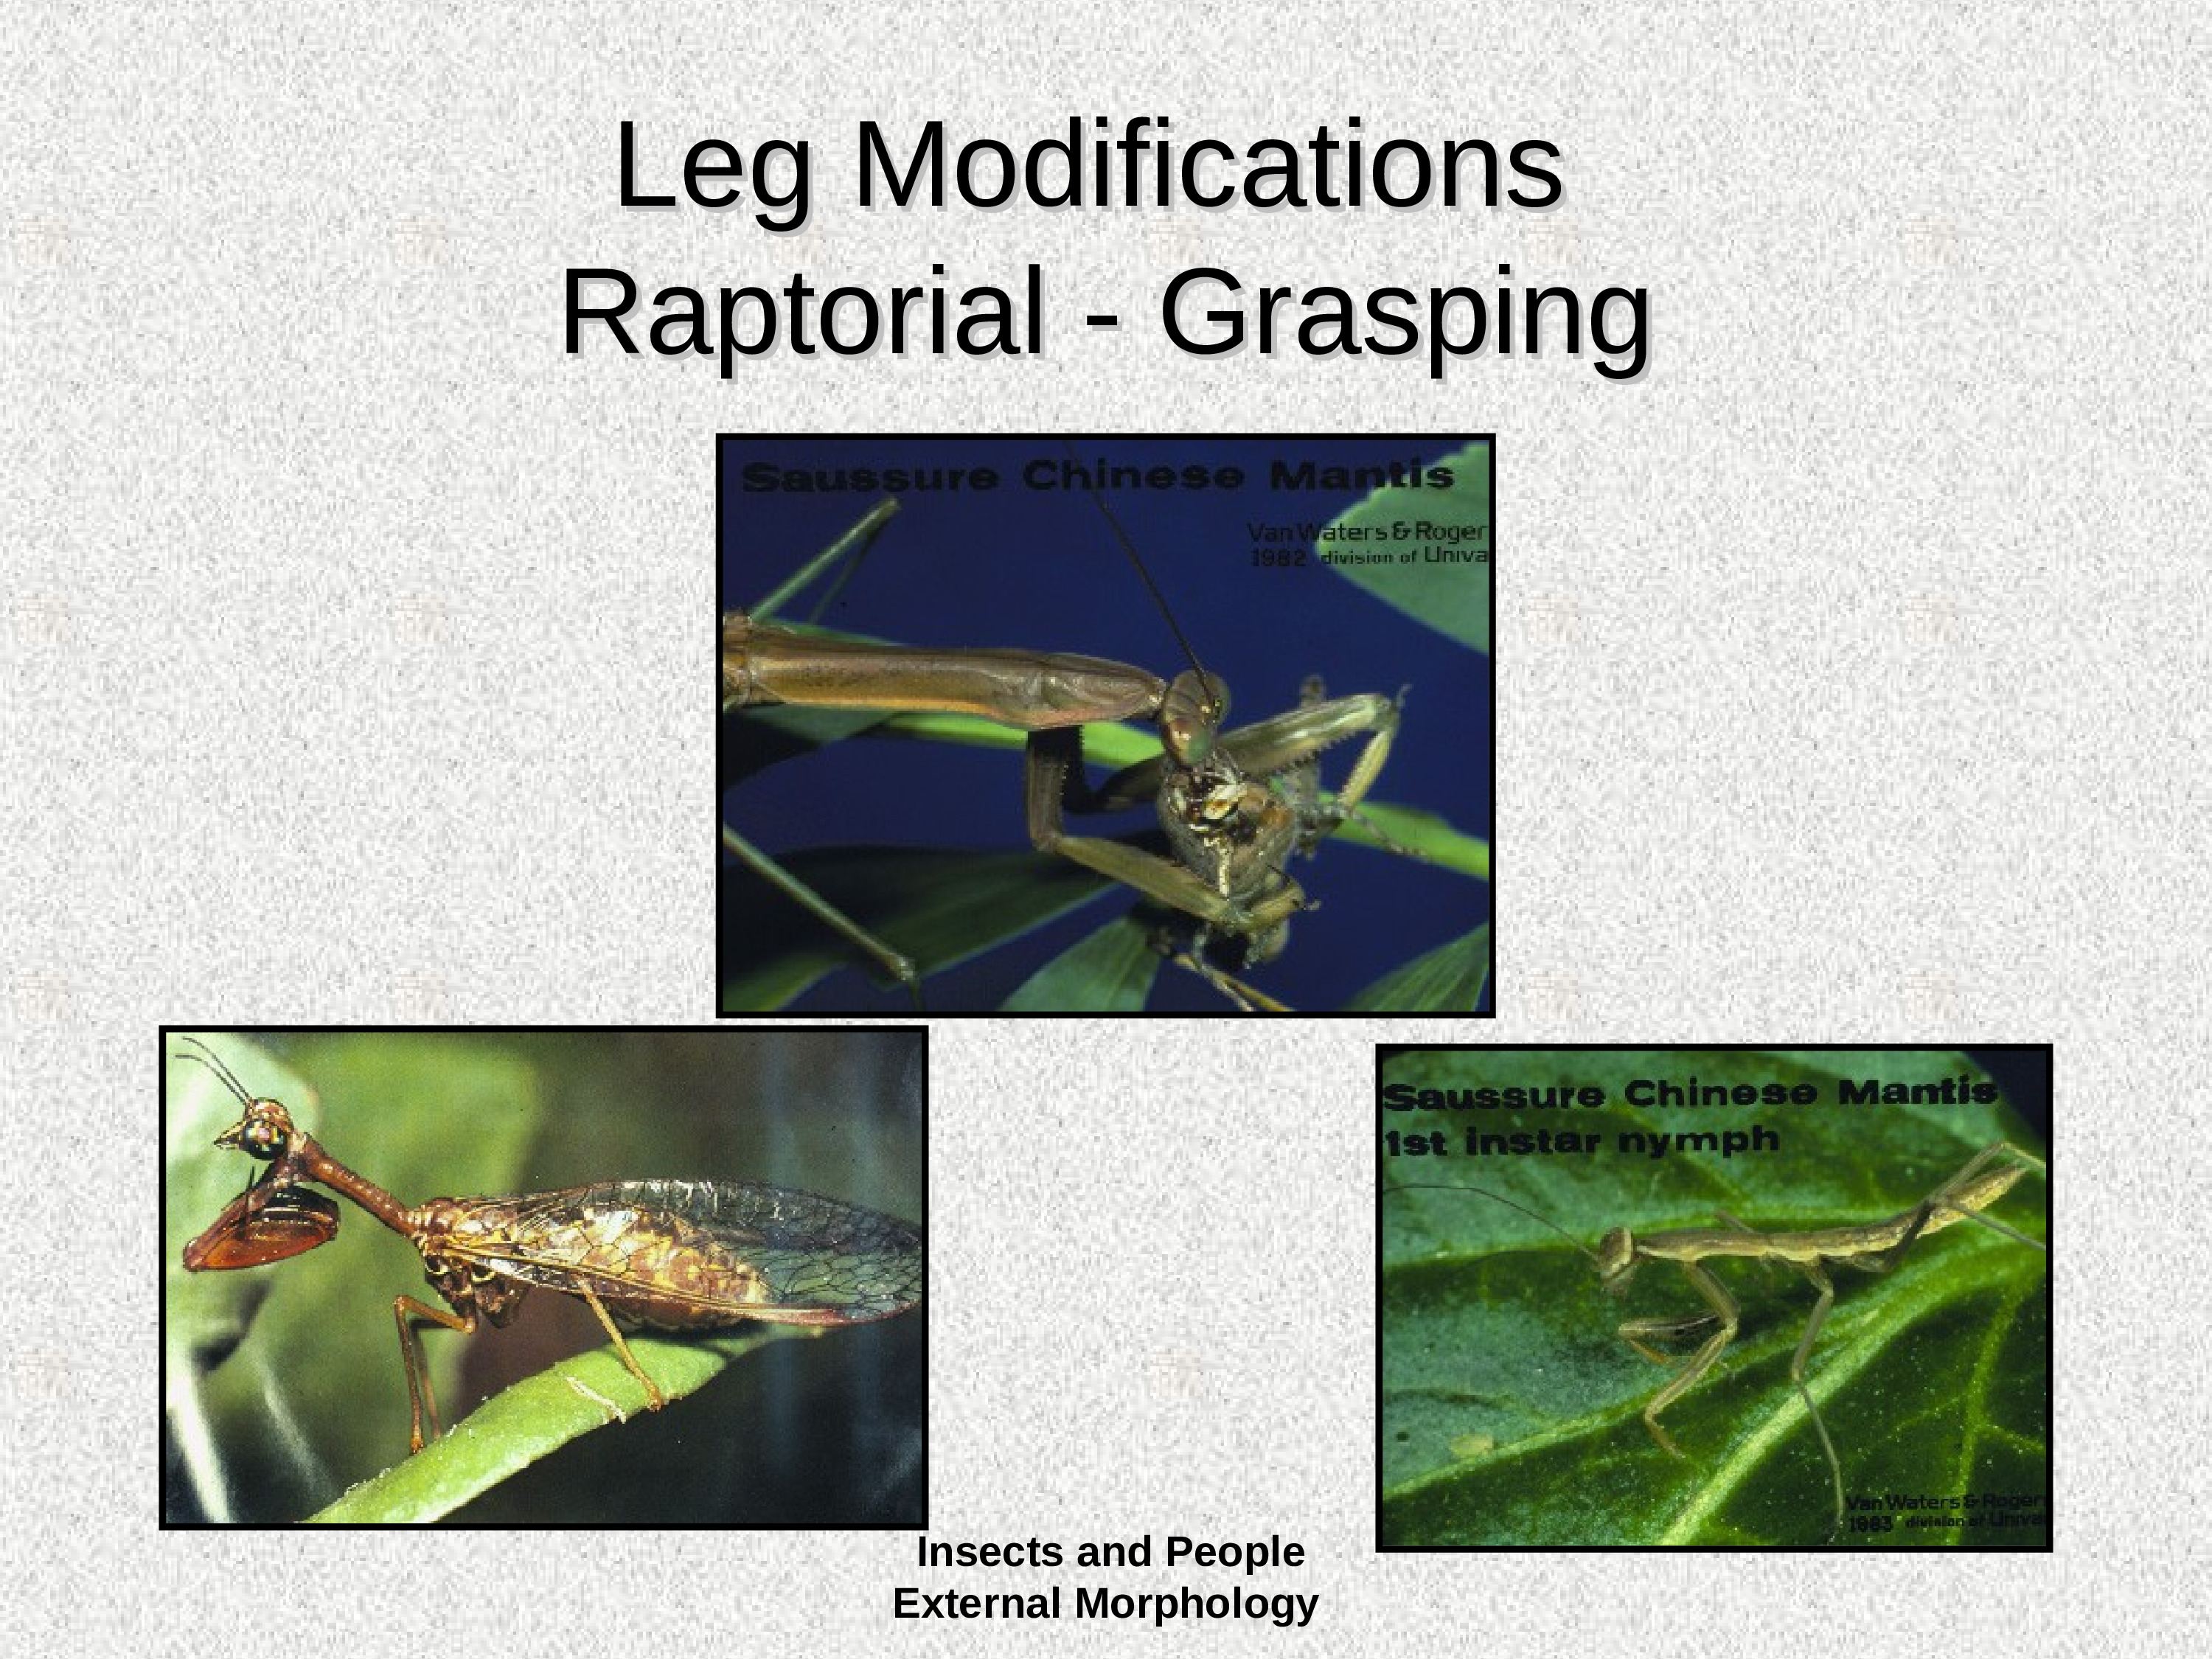 Leg Modifications
Raptorial - Grasping
Saussure Chinese Mantis
Van Waters & Roger
1982 division of Univa
Saussure Chinese Mantis
1st instar nymph
Van Waters & Roger
1983 division of Univa
Insects and People
External Morphology